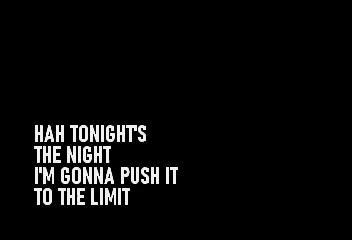 HAH TONIGHT'S
THE NIGHT
I'M GONNA PUSH IT
TO THE LIMIT